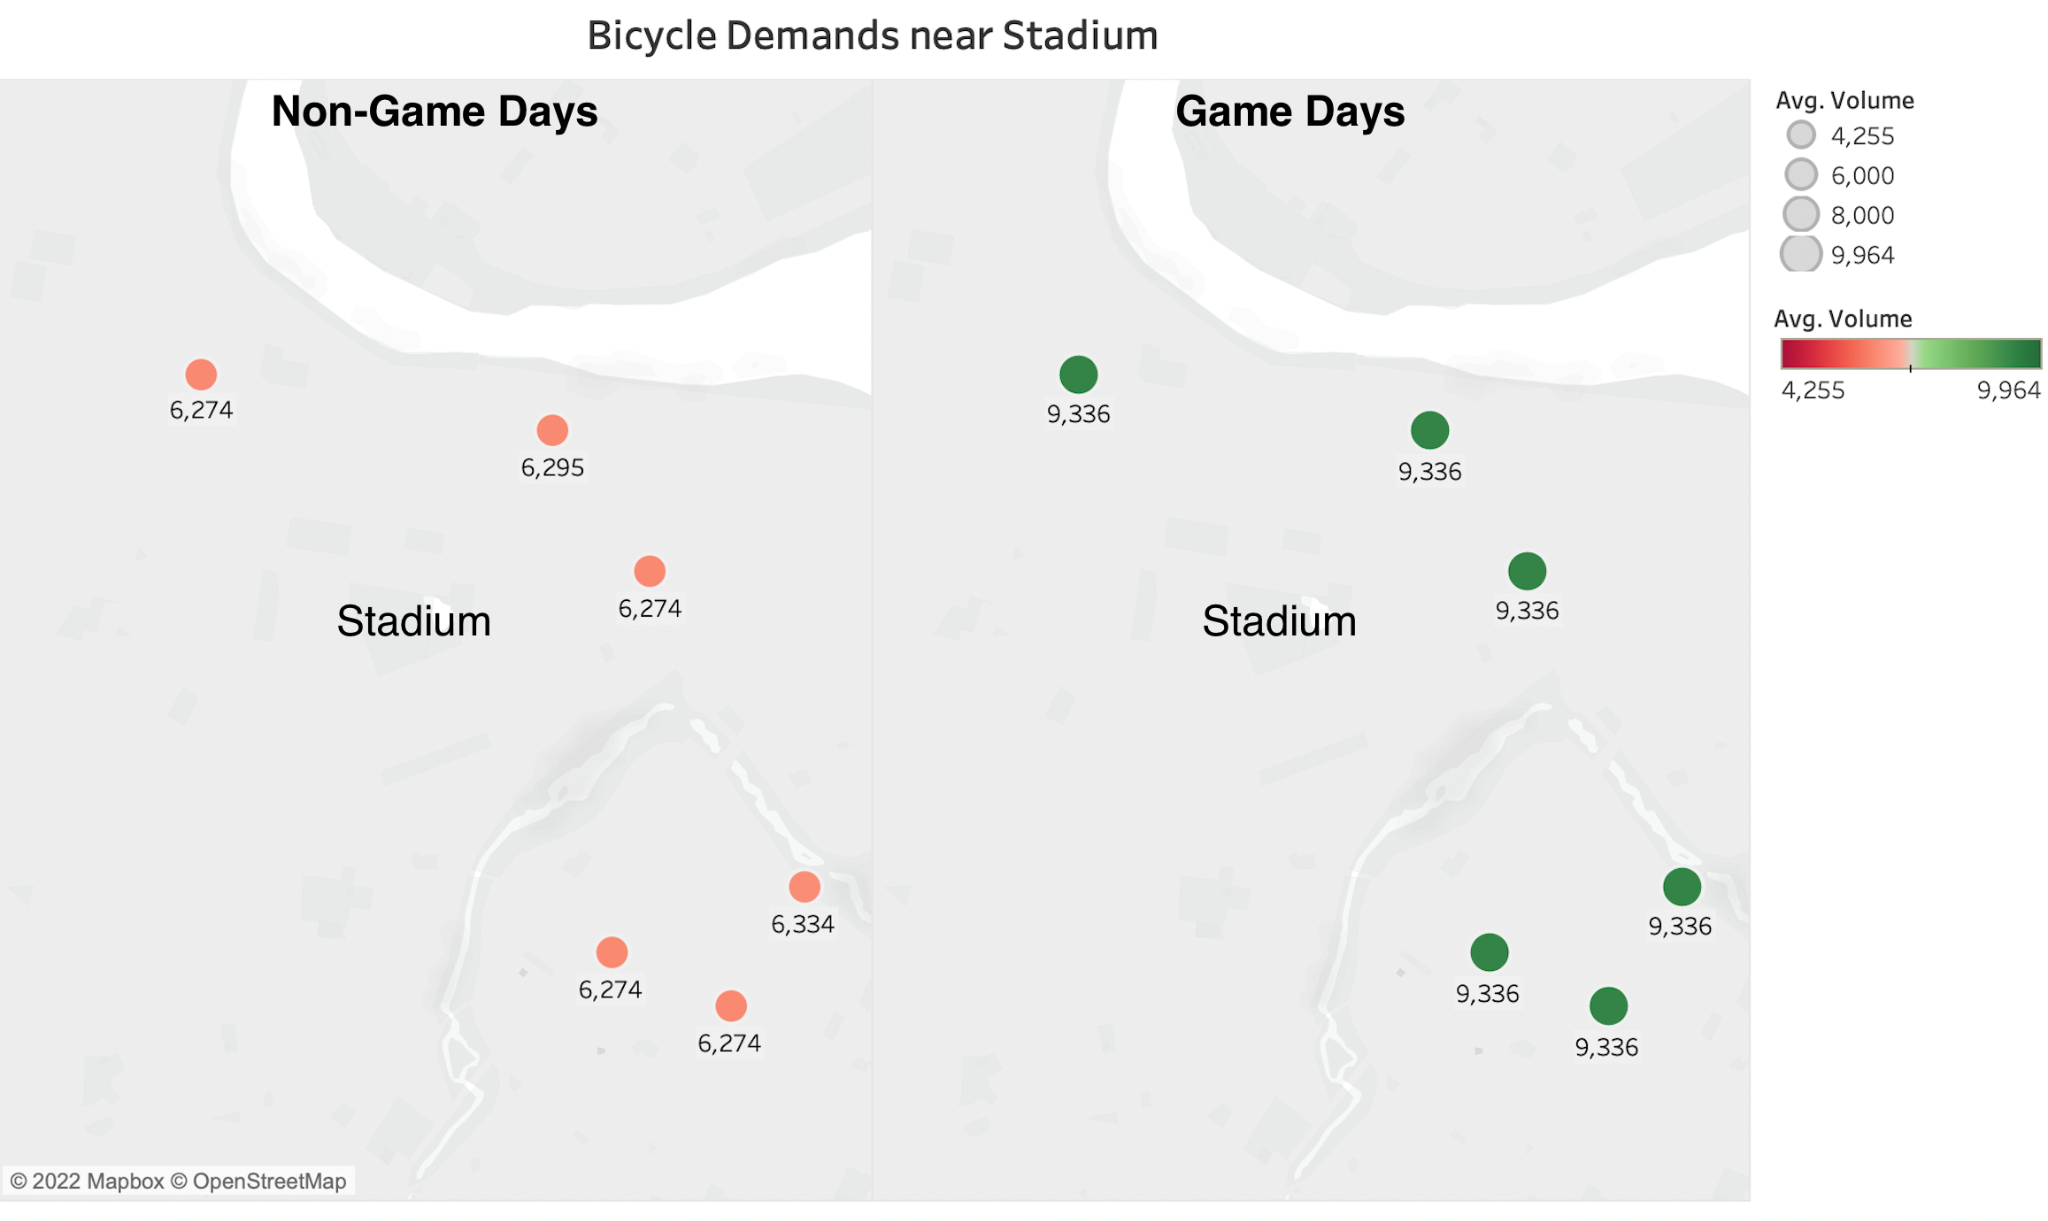 Bicycle Demands near Stadium
Non-Game Days
Game Days
6,274
6,295
6,274
Stadium
6,334
6,274
6,274
9,336
9,336
9,336
Stadium
9,336
9,336
9,336
© 2022 Mapbox © OpenStreetMap
Avg. Volume
4,255
6,000
8,000
9,964
Avg. Volume
4,255
9,964